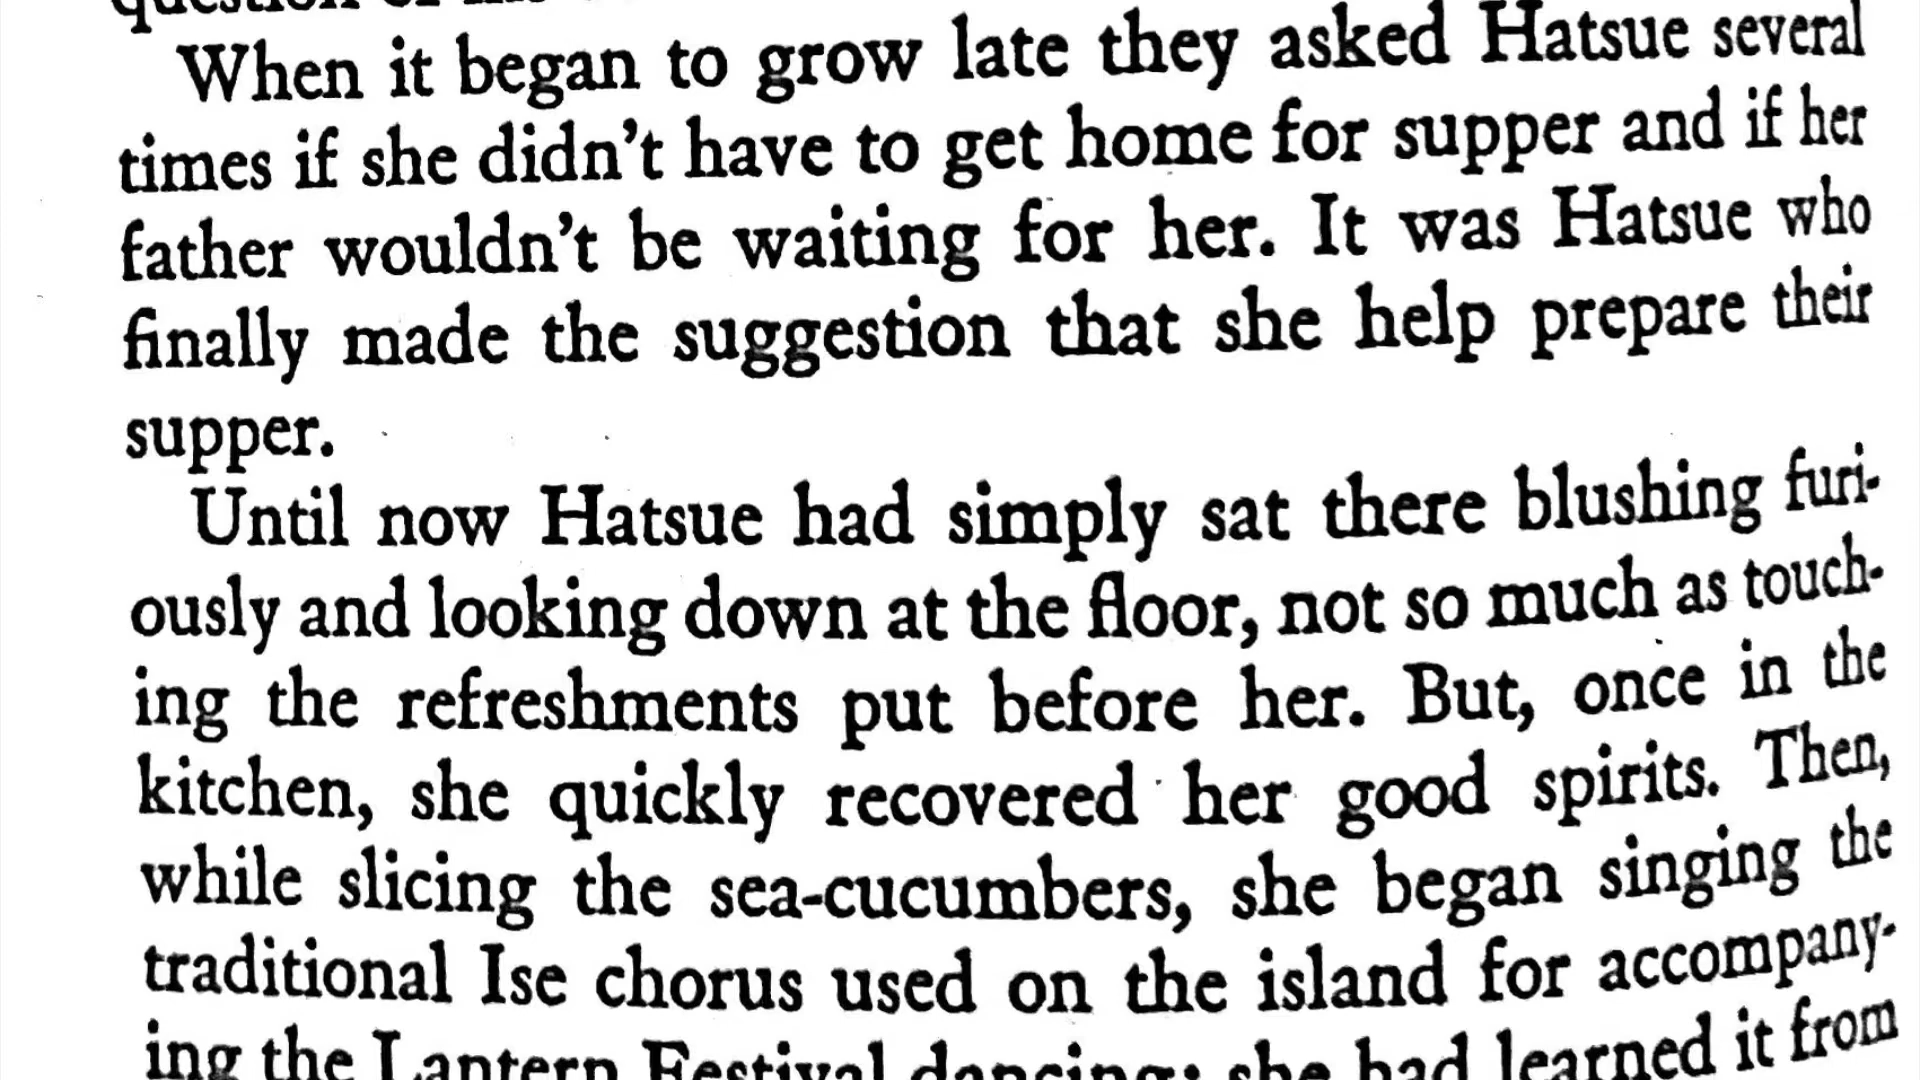 question of his
When it began to grow late they asked Hatsue several
times if she didn't have to get home for supper and if her
father wouldn't be waiting for her. It was Hatsue who
finally made the suggestion that she help prepare their
supper.
Until now Hatsue had simply sat there blushing furi-
ously and looking down at the floor, not so much as touch-
ing the refreshments put before her. But, once in the
kitchen, she quickly recovered her good spirits. Then,
while slicing the sea-cucumbers, she began singing the
traditional Ise chorus used on the island for accompany-
ing the Lantern Festival dancing; she had learned it from